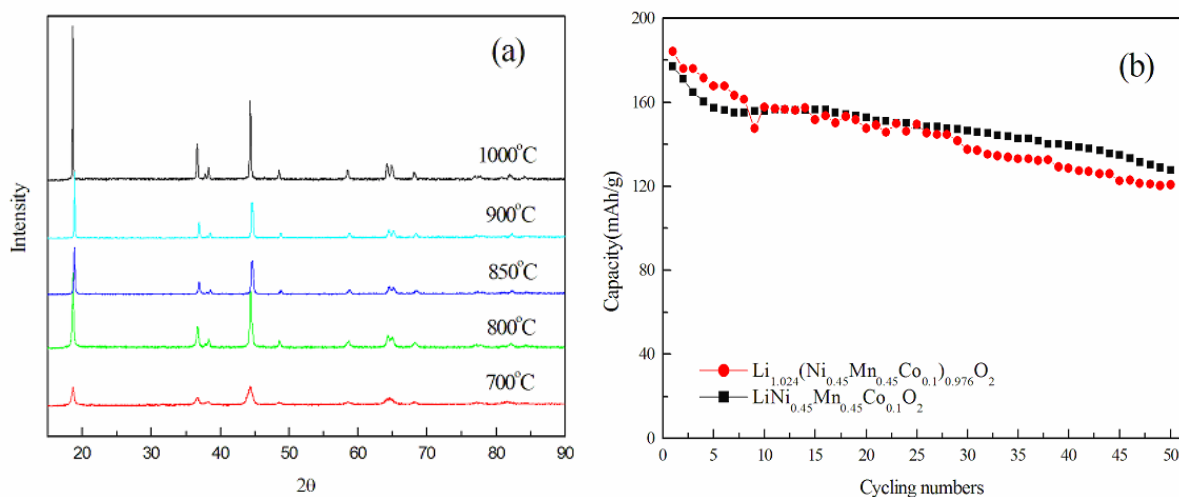 (a)
1000°C
900°C
850°C
800°C
700°C
Intensity
20 30 40 50 60 70 80 90
2θ
(b)
200
160
120
80
40
0
Capacity(mAh/g)
Li1.024(Ni0.45Mn0.45Co0.1)0.976O2
LiNi0.45Mn0.45Co0.1O2
0 5 10 15 20 25 30 35 40 45 50
Cycling numbers